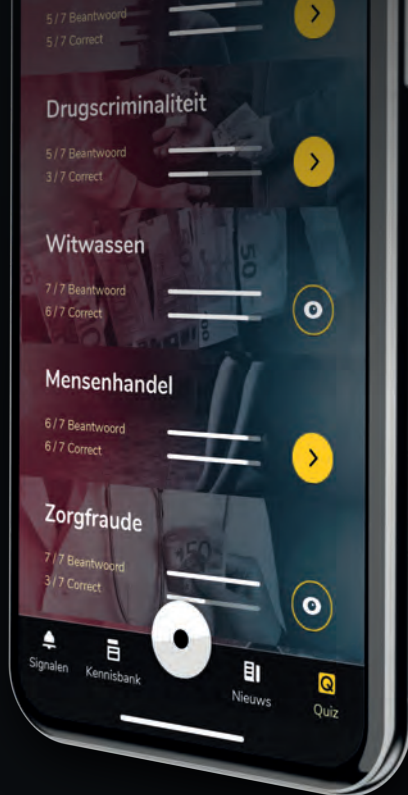 5/7 Beantwoord
5/7 Correct
Drugscriminaliteit
5/7 Beantwoord
3/7 Correct
Witwassen
7/7 Beantwoord
6/7 Correct
Mensenhandel
6/7 Beantwoord
6/7 Correct
Zorgfraude
7/7 Beantwoord
3/7 Correct
Signalen
Kennisbank
Nieuws
Quiz